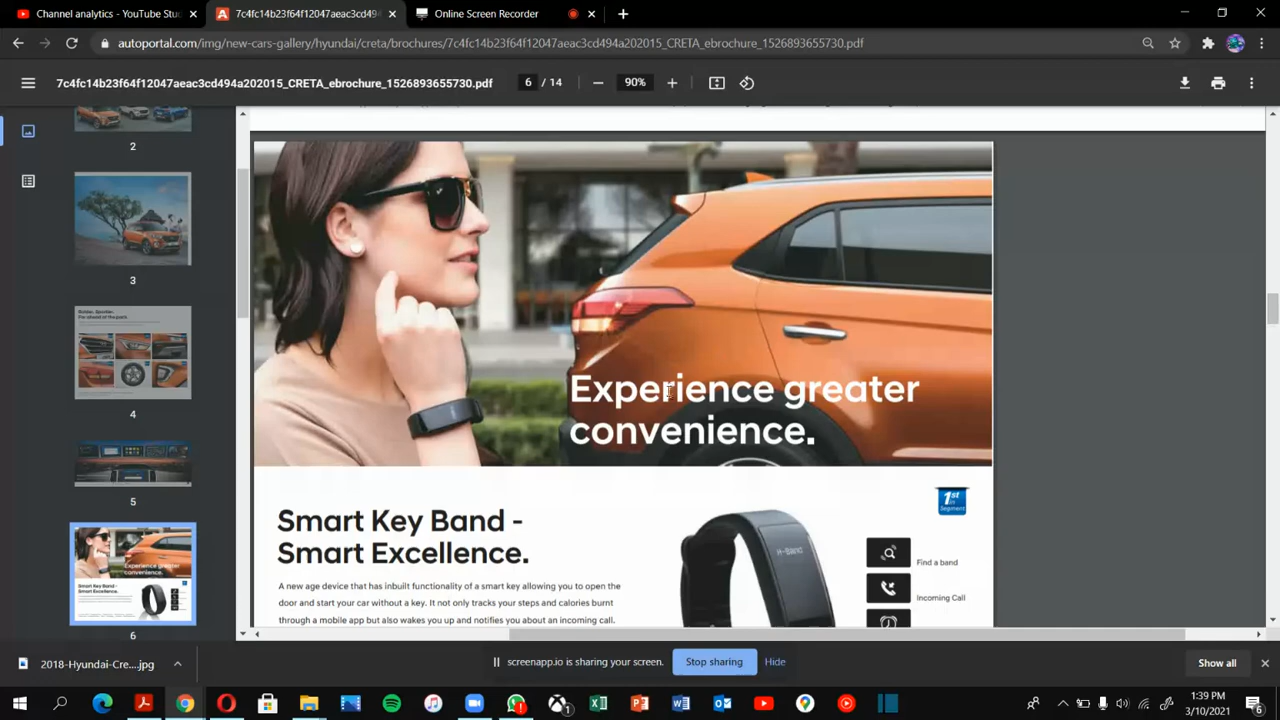 Channel analytics - YouTube Stu
7c4fc14b23f64f12047aeac3cd494
Online Screen Recorder
autoportal.com/img/new-cars-gallery/hyundai/creta/brochures/7c4fc14b23f64f12047aeac3cd494a202015_CRETA_ebrochure_1526893655730.pdf
7c4fc14b23f64f12047aeac3cd494a202015_CRETA_ebrochure_1526893655730.pdf
6 / 14
90%
2
3
4
5
6
Experience greater
convenience.
1st
in
Segment
Smart Key Band -
Smart Excellence.
A new age device that has inbuilt functionality of a smart key allowing you to open the
door and start your car without a key. It not only tracks your steps and calories burnt
through a mobile app but also wakes you up and notifies you about an incoming call.
H-Band
Find a band
Incoming Call
2018-Hyundai-Cre....jpg
screenapp.io is sharing your screen.
Stop sharing
Hide
Show all
1:39 PM
3/10/2021